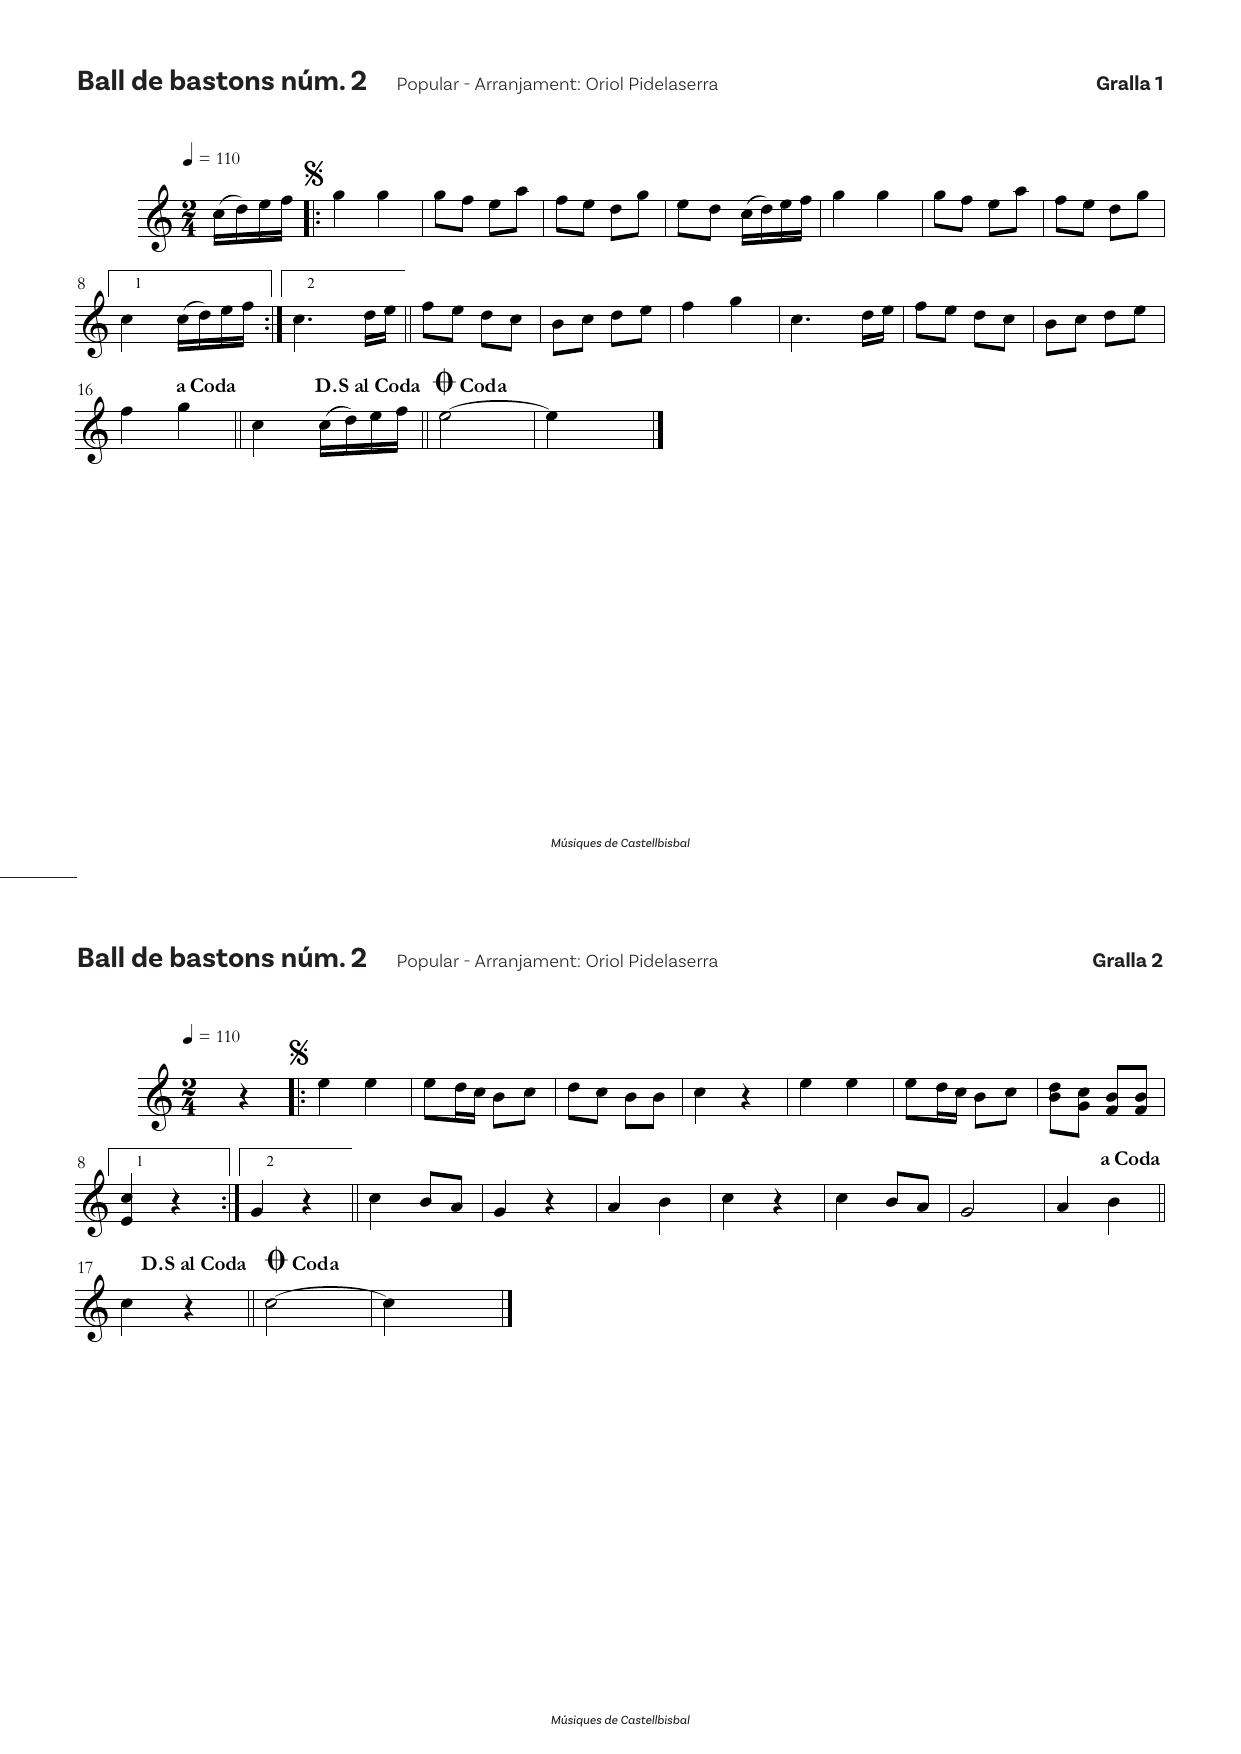 Ball de bastons núm. 2 Popular - Arranjament: Oriol Pidelaserra Gralla 1
= 110
2
4
8 1 2
16 a Coda D.S al Coda Coda
Músiques de Castellbisbal
Ball de bastons núm. 2 Popular - Arranjament: Oriol Pidelaserra Gralla 2
= 110
2
4
8 1 2 a Coda
17 D.S al Coda Coda
Músiques de Castellbisbal